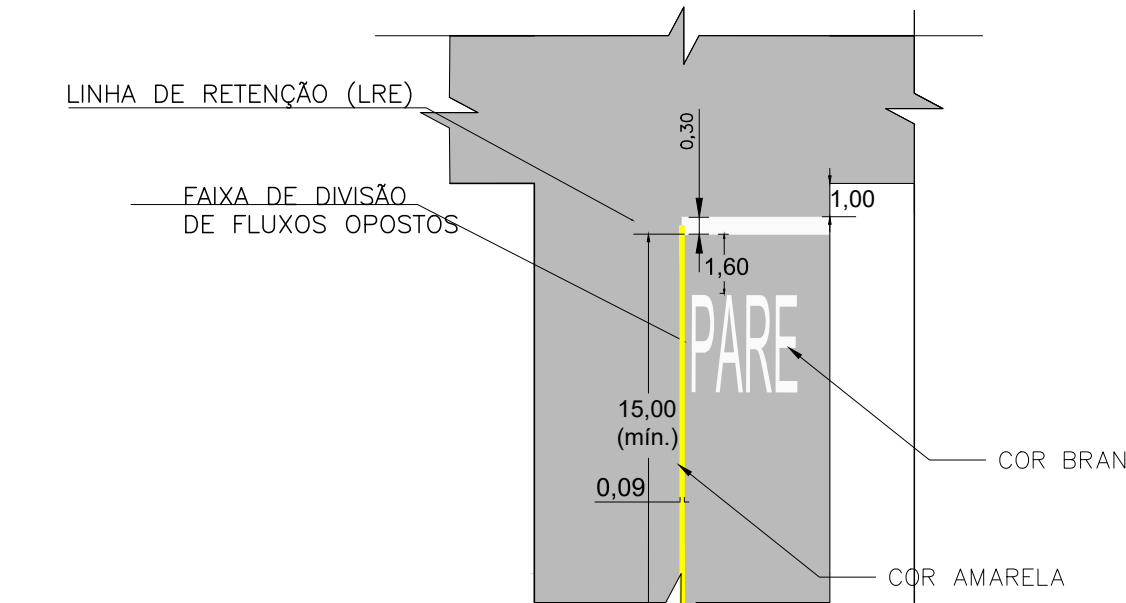 LINHA DE RETENÇÃO (LRE)
0,30
FAIXA DE DIVISÃO
DE FLUXOS OPOSTOS
1,00
1,60
PARE
15,00
(mín.)
COR BRAN
0,09
COR AMARELA